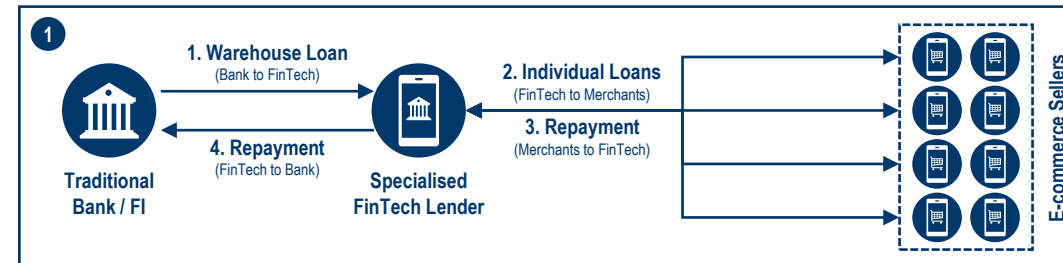 1
1. Warehouse Loan
(Bank to FinTech)
4. Repayment
(FinTech to Bank)
Traditional
Bank / FI
Specialised
FinTech Lender
2. Individual Loans
(FinTech to Merchants)
3. Repayment
(Merchants to FinTech)
E-commerce Sellers